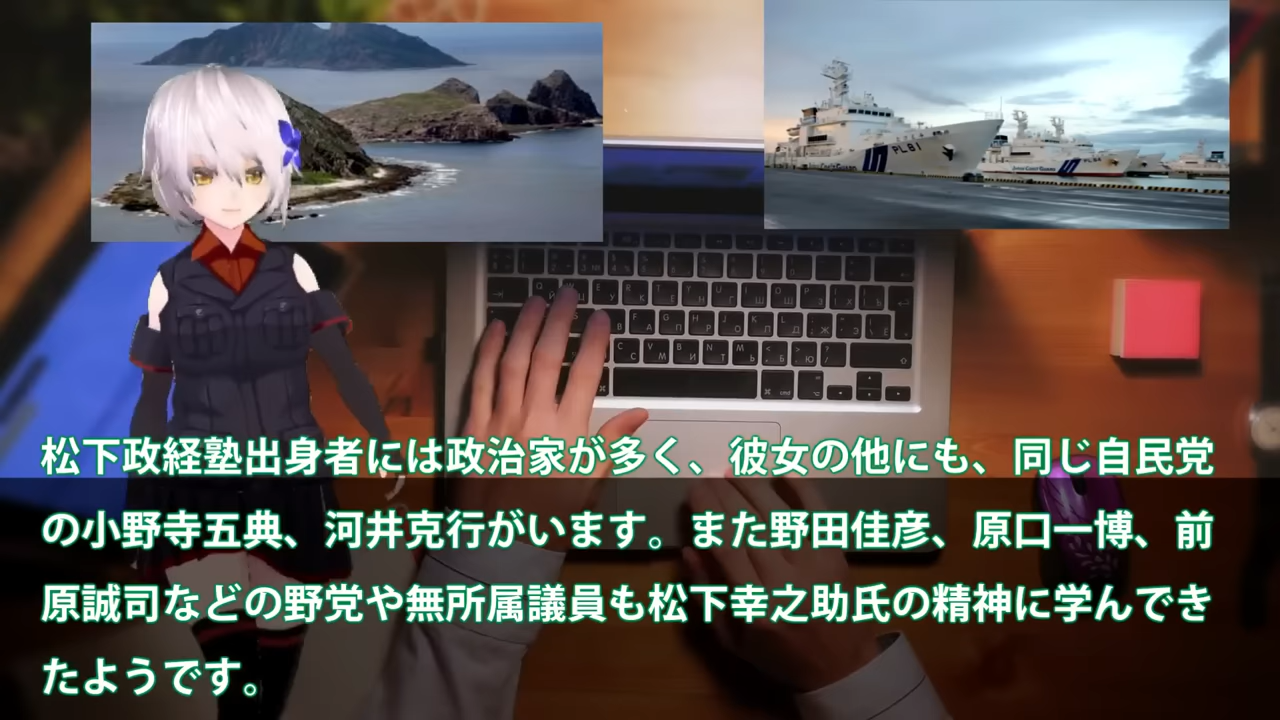 PL81
JAPAN COAST GUARD
松下政経塾出身者には政治家が多く、彼女の他にも、同じ自民党
の小野寺五典、河井克行がいます。また野田佳彦、原口一博、前
原誠司などの野党や無所属議員も松下幸之助氏の精神に学んでき
たようです。